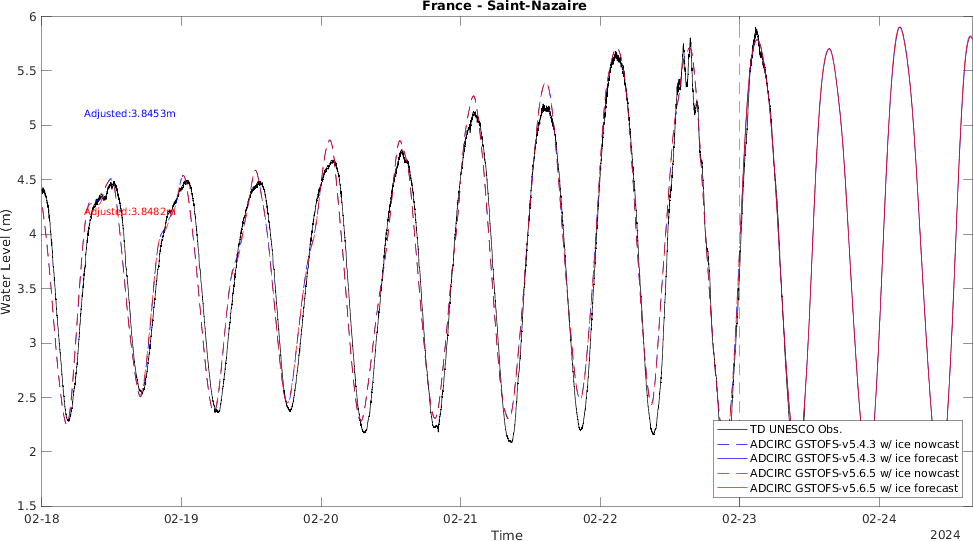 France - Saint-Nazaire
6
5.5
5
4.5
4
3.5
3
2.5
2
1.5
Water Level (m)
Adjusted:3.8453m
Adjusted:3.8482m
TD UNESCO Obs.
ADCIRC GSTOFS-v5.4.3 w/ ice nowcast
ADCIRC GSTOFS-v5.4.3 w/ ice forecast
ADCIRC GSTOFS-v5.6.5 w/ ice nowcast
ADCIRC GSTOFS-v5.6.5 w/ ice forecast
02-18 02-19 02-20 02-21 02-22 02-23 02-24
Time
2024